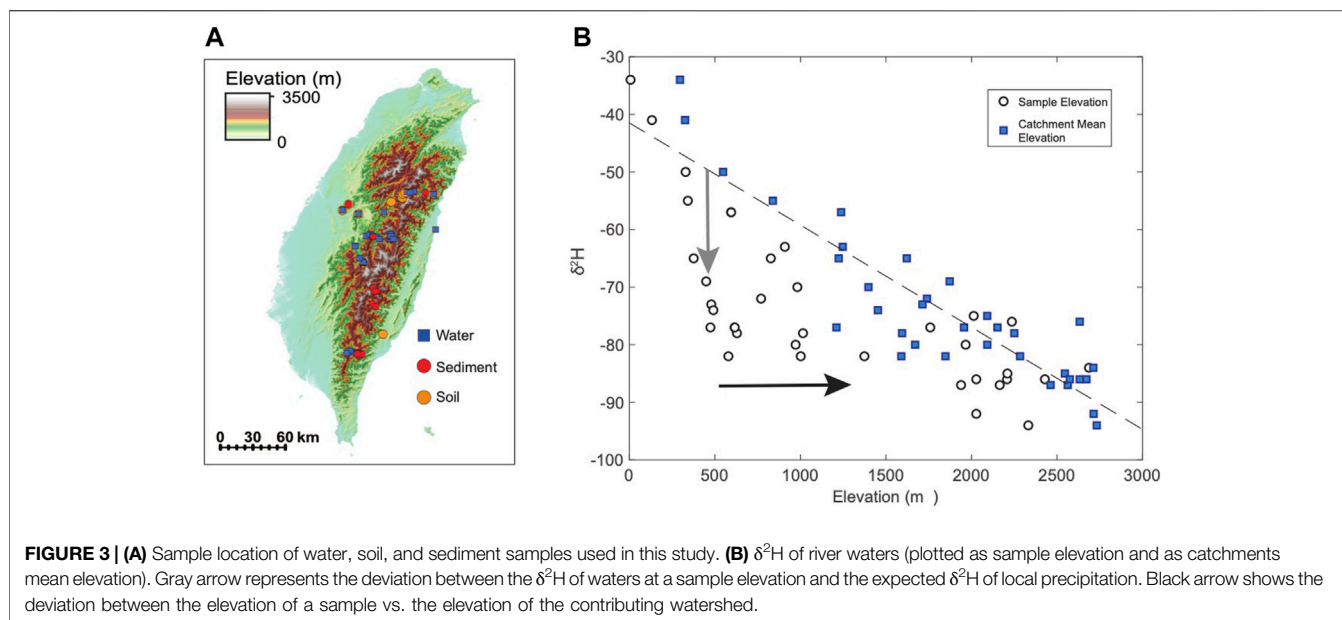 A
Elevation (m)
3500
0
Water
Sediment
Soil
0 30 60 km
B
-30
-40
-50
-60
-70
-80
-90
-100
δ²H
Sample Elevation
Catchment Mean
Elevation
0 500 1000 1500 2000 2500 3000
Elevation (m )
FIGURE 3 | (A) Sample location of water, soil, and sediment samples used in this study. (B) δ²H of river waters (plotted as sample elevation and as catchments
mean elevation). Gray arrow represents the deviation between the δ²H of waters at a sample elevation and the expected δ²H of local precipitation. Black arrow shows the
deviation between the elevation of a sample vs. the elevation of the contributing watershed.